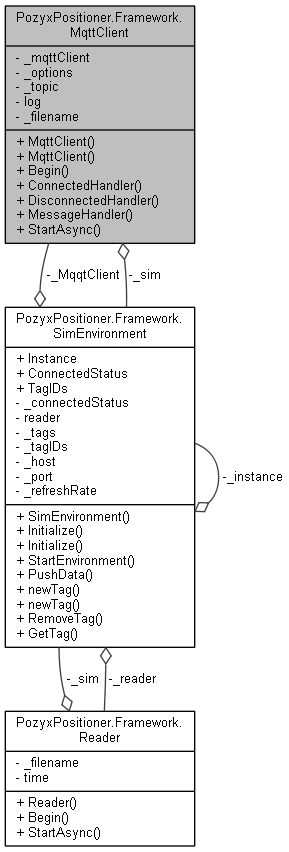 PozyxPositioner.Framework.
MqttClient
- _mqttClient
- _options
- _topic
- log
- _filename
+ MqttClient()
+ MqttClient()
+ Begin()
+ ConnectedHandler()
+ DisconnectedHandler()
+ MessageHandler()
+ StartAsync()
-_MqqtClient
-_sim
PozyxPositioner.Framework.
SimEnvironment
+ Instance
+ ConnectedStatus
+ TagIDs
- _connectedStatus
- reader
- _tags
- _tagIDs
- _host
- _port
- _refreshRate
+ SimEnvironment()
+ Initialize()
+ Initialize()
+ StartEnvironment()
+ PushData()
+ newTag()
+ newTag()
+ RemoveTag()
+ GetTag()
-_instance
-_sim
-_reader
PozyxPositioner.Framework.
Reader
- _filename
- time
+ Reader()
+ Begin()
+ StartAsync()